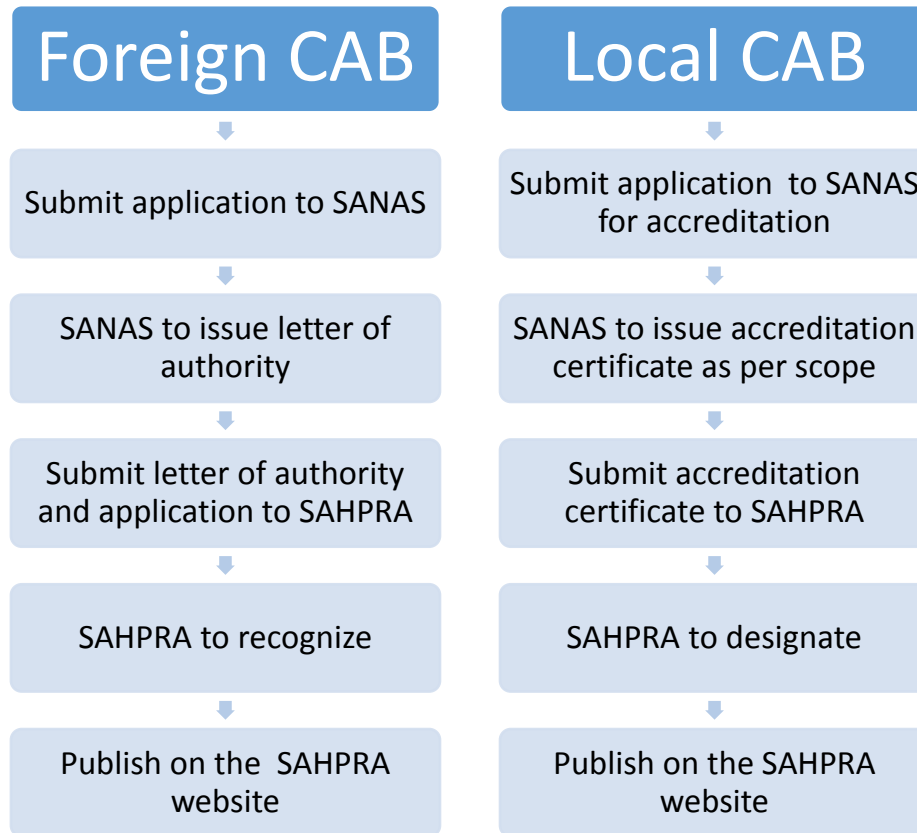 Foreign CAB
Submit application to SANAS
SANAS to issue letter of
authority
Submit letter of authority
and application to SAHPRA
SAHPRA to recognize
Publish on the  SAHPRA
website
Local CAB
Submit application  to SANAS
for accreditation
SANAS to issue accreditation
certificate as per scope
Submit accreditation
certificate to SAHPRA
SAHPRA to designate
Publish on the SAHPRA
website